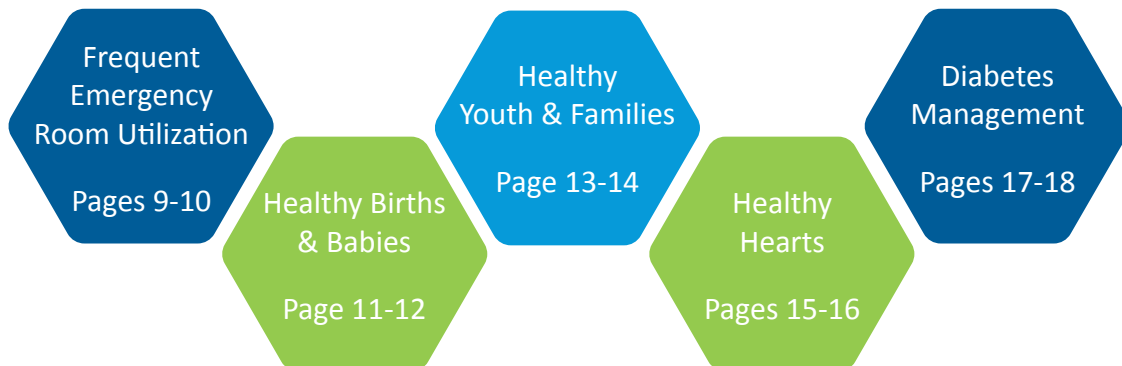 Frequent
Emergency
Room Utilization
Pages 9-10
Healthy Births
& Babies
Page 11-12
Healthy
Youth & Families
Page 13-14
Healthy
Hearts
Pages 15-16
Diabetes
Management
Pages 17-18